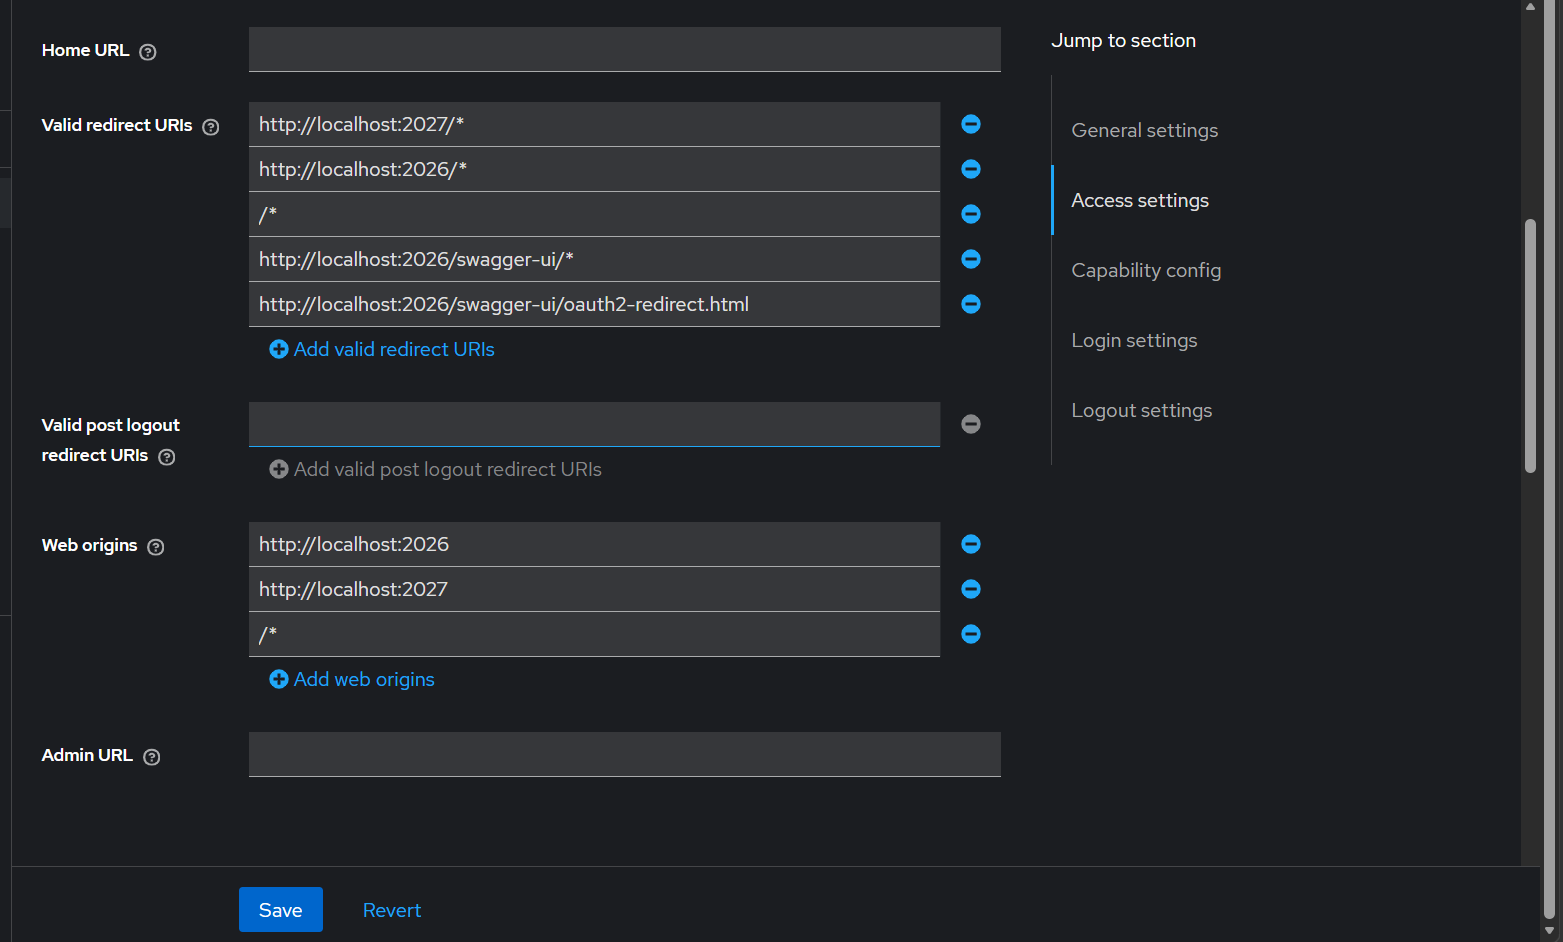 Home URL
Jump to section
Valid redirect URIs
http://localhost:2027/*
http://localhost:2026/*
/*
http://localhost:2026/swagger-ui/*
http://localhost:2026/swagger-ui/oauth2-redirect.html
Add valid redirect URIs
General settings
Access settings
Capability config
Login settings
Logout settings
Valid post logout
redirect URIs
Add valid post logout redirect URIs
Web origins
http://localhost:2026
http://localhost:2027
/*
Add web origins
Admin URL
Save
Revert